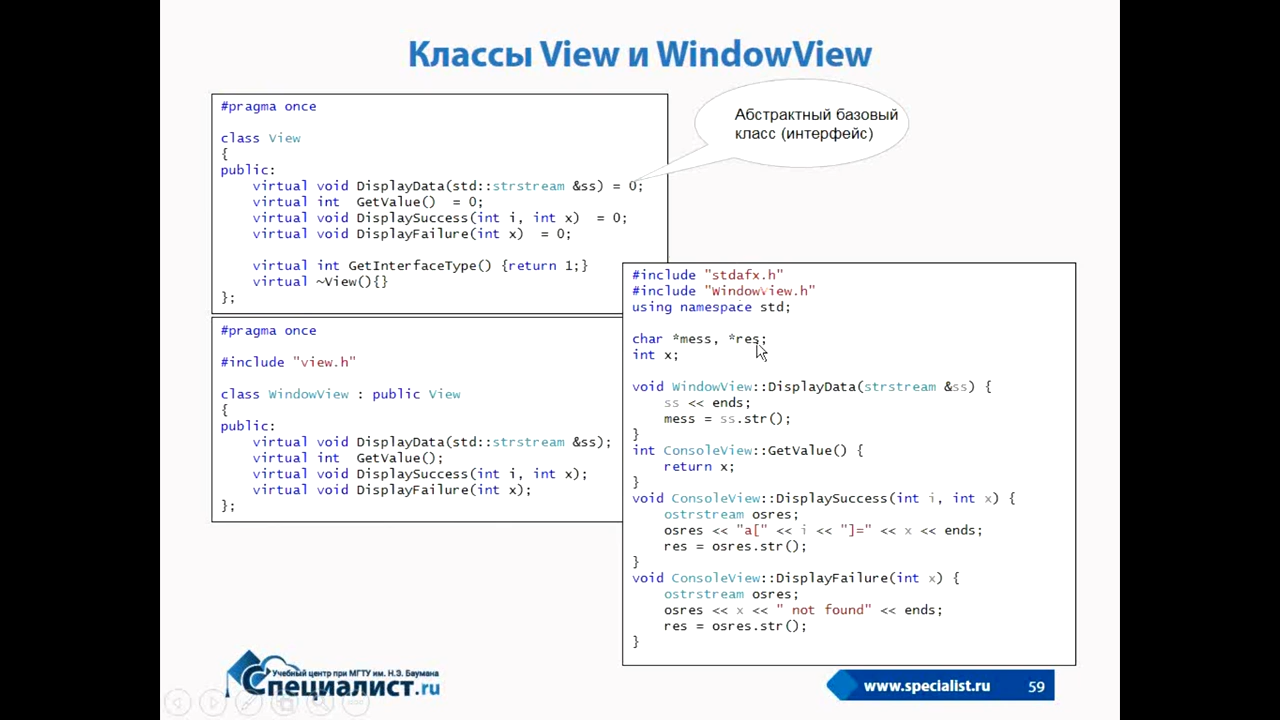 Классы View и WindowView
#pragma once
class View
{
public:
virtual void DisplayData(std::strstream &ss) = 0;
virtual int GetValue() = 0;
virtual void DisplaySuccess(int i, int x) = 0;
virtual void DisplayFailure(int x) = 0;
virtual int GetInterfaceType() {return 1;}
virtual ~View(){}
};
Абстрактный базовый
класс (интерфейс)
#pragma once
#include "view.h"
class WindowView : public View
{
public:
virtual void DisplayData(std::strstream &ss);
virtual int GetValue();
virtual void DisplaySuccess(int i, int x);
virtual void DisplayFailure(int x);
};
#include "stdafx.h"
#include "WindowView.h"
using namespace std;
char *mess, *res;
int x;
void WindowView::DisplayData(strstream &ss) {
ss << ends;
mess = ss.str();
}
int ConsoleView::GetValue() {
return x;
}
void ConsoleView::DisplaySuccess(int i, int x) {
ostrstream osres;
osres << "a[" << i << "]=" << x << ends;
res = osres.str();
}
void ConsoleView::DisplayFailure(int x) {
ostrstream osres;
osres << x << " not found" << ends;
res = osres.str();
}
Учебный центр при МГТУ им. Н.Э. Баумана
Специалист.ru
www.specialist.ru 59